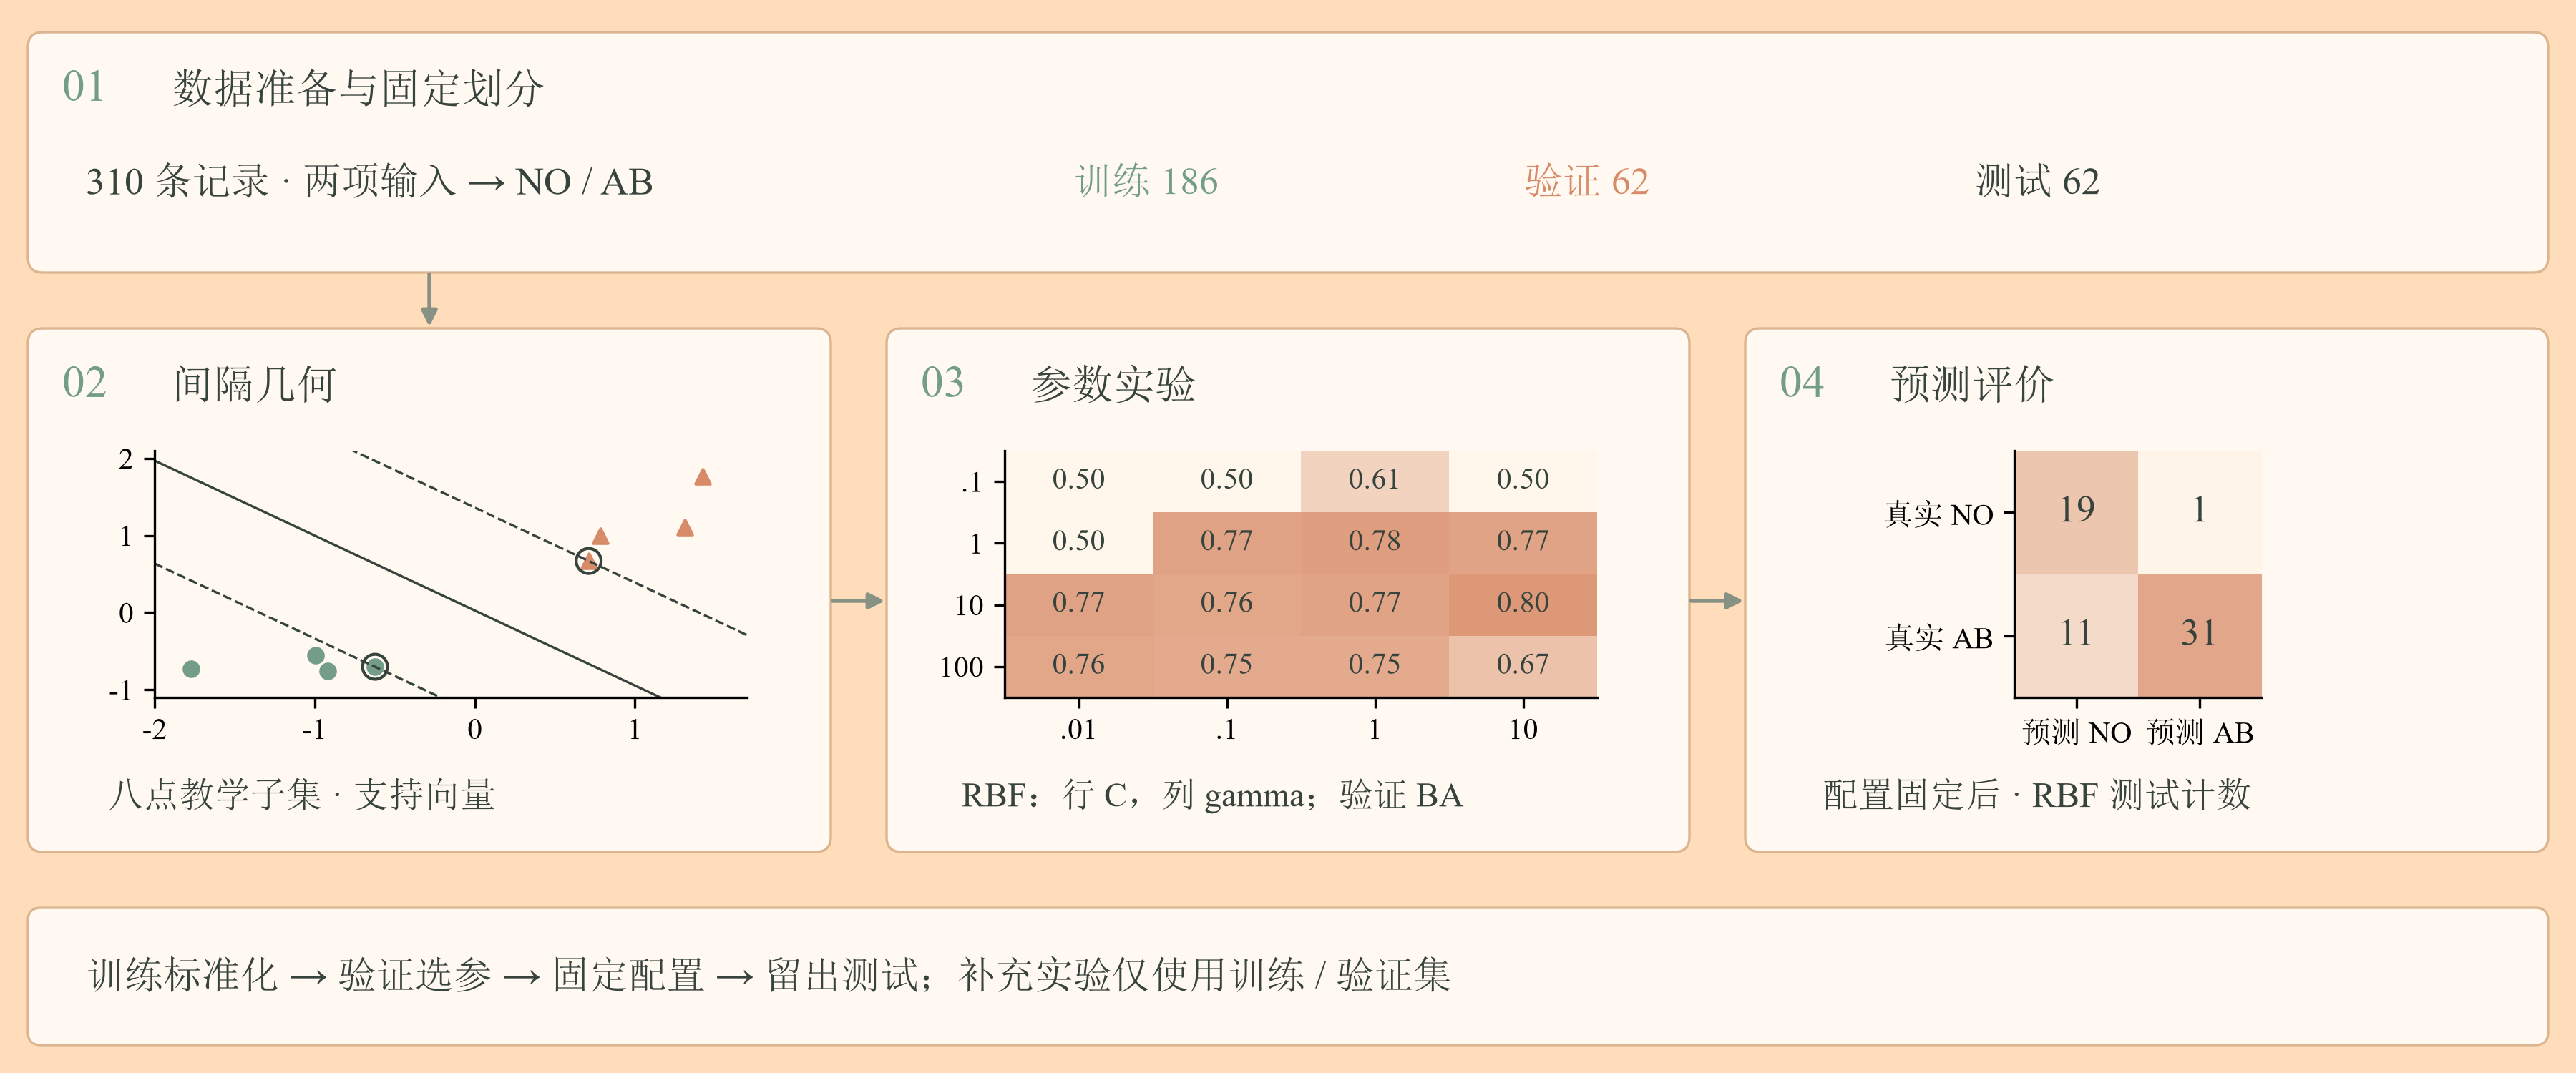 01 数据准备与固定划分
310 条记录 · 两项输入 → NO / AB 训练 186 验证 62 测试 62
02 间隔几何
2
1
0
-1
-2 -1 0 1
八点教学子集 · 支持向量
03 参数实验
.1 0.50 0.50 0.61 0.50
1 0.50 0.77 0.78 0.77
10 0.77 0.76 0.77 0.80
100 0.76 0.75 0.75 0.67
.01 .1 1 10
RBF：行 C，列 gamma；验证 BA
04 预测评价
真实 NO 19 1
真实 AB 11 31
预测 NO 预测 AB
配置固定后 · RBF 测试计数
训练标准化 → 验证选参 → 固定配置 → 留出测试；补充实验仅使用训练 / 验证集